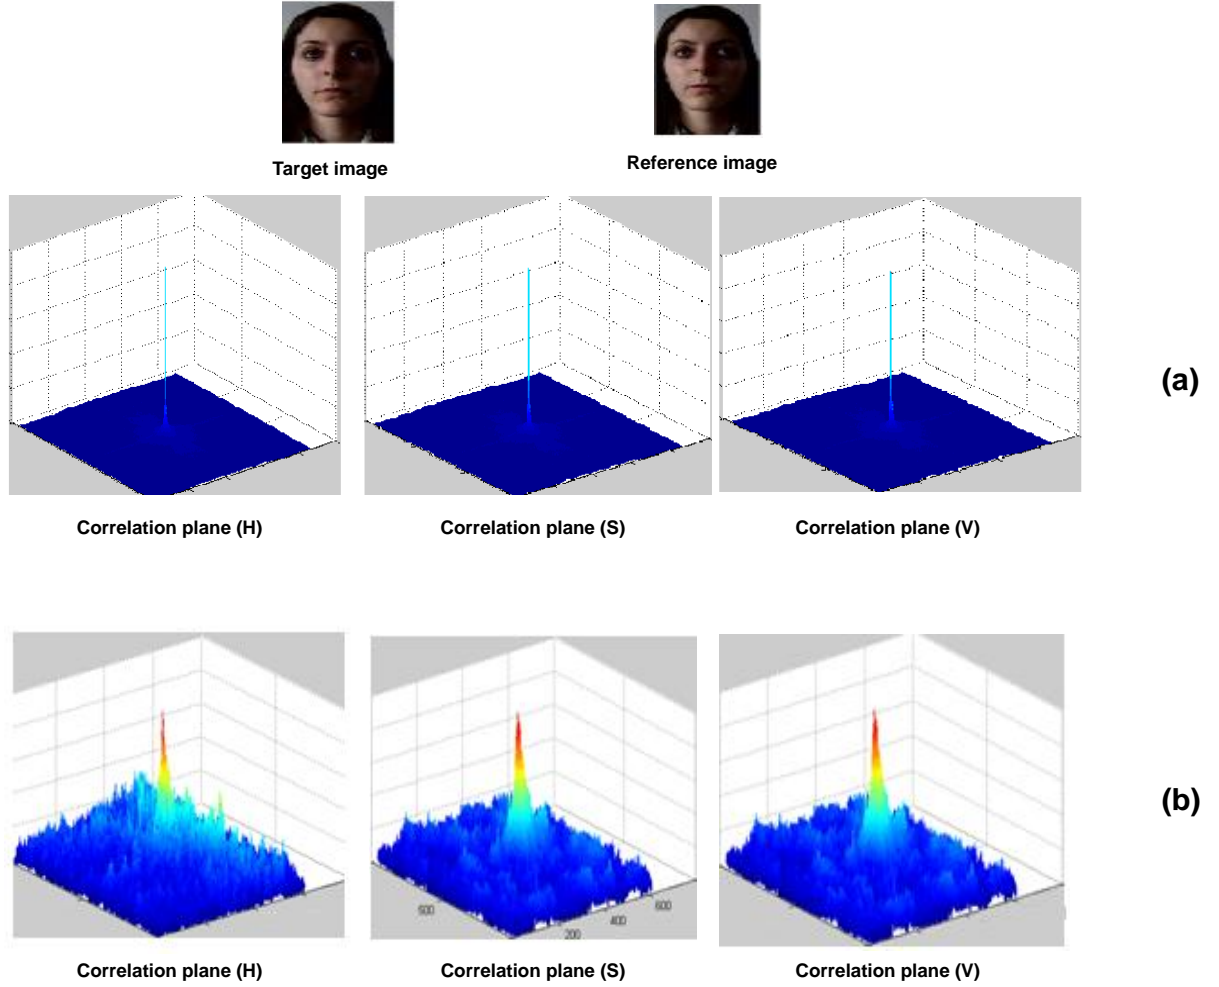 Target image
Reference image
(a)
Correlation plane (H)
Correlation plane (S)
Correlation plane (V)
(b)
600
200
400
600
Correlation plane (H)
Correlation plane (S)
Correlation plane (V)